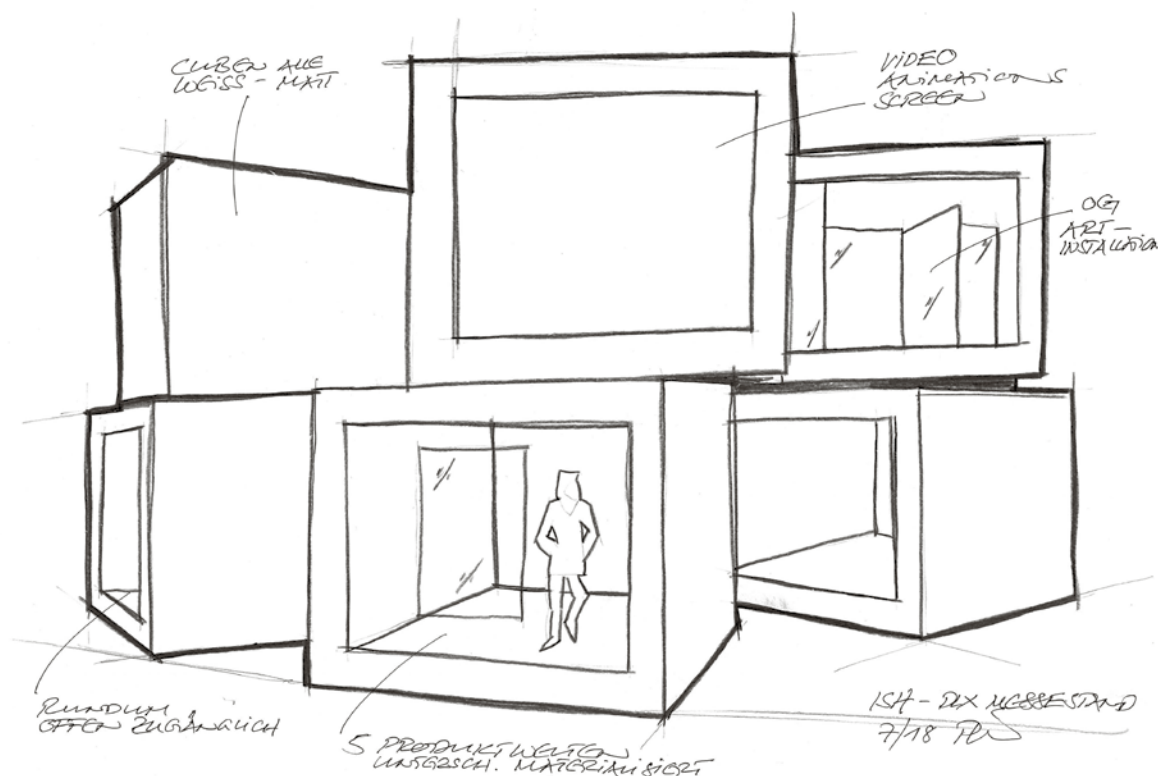 CUBEN ALLE
WEISS - MATT
VIDEO
ANIMATIONS
SCREEN
OG
ART-
INSTALLATION
RUNDUM
OFFEN ZUGÄNGLICH
5 PRODUKTWELTEN
UNTERSCH. MATERIALISIERT
ISH - MESSESTAND
7/18